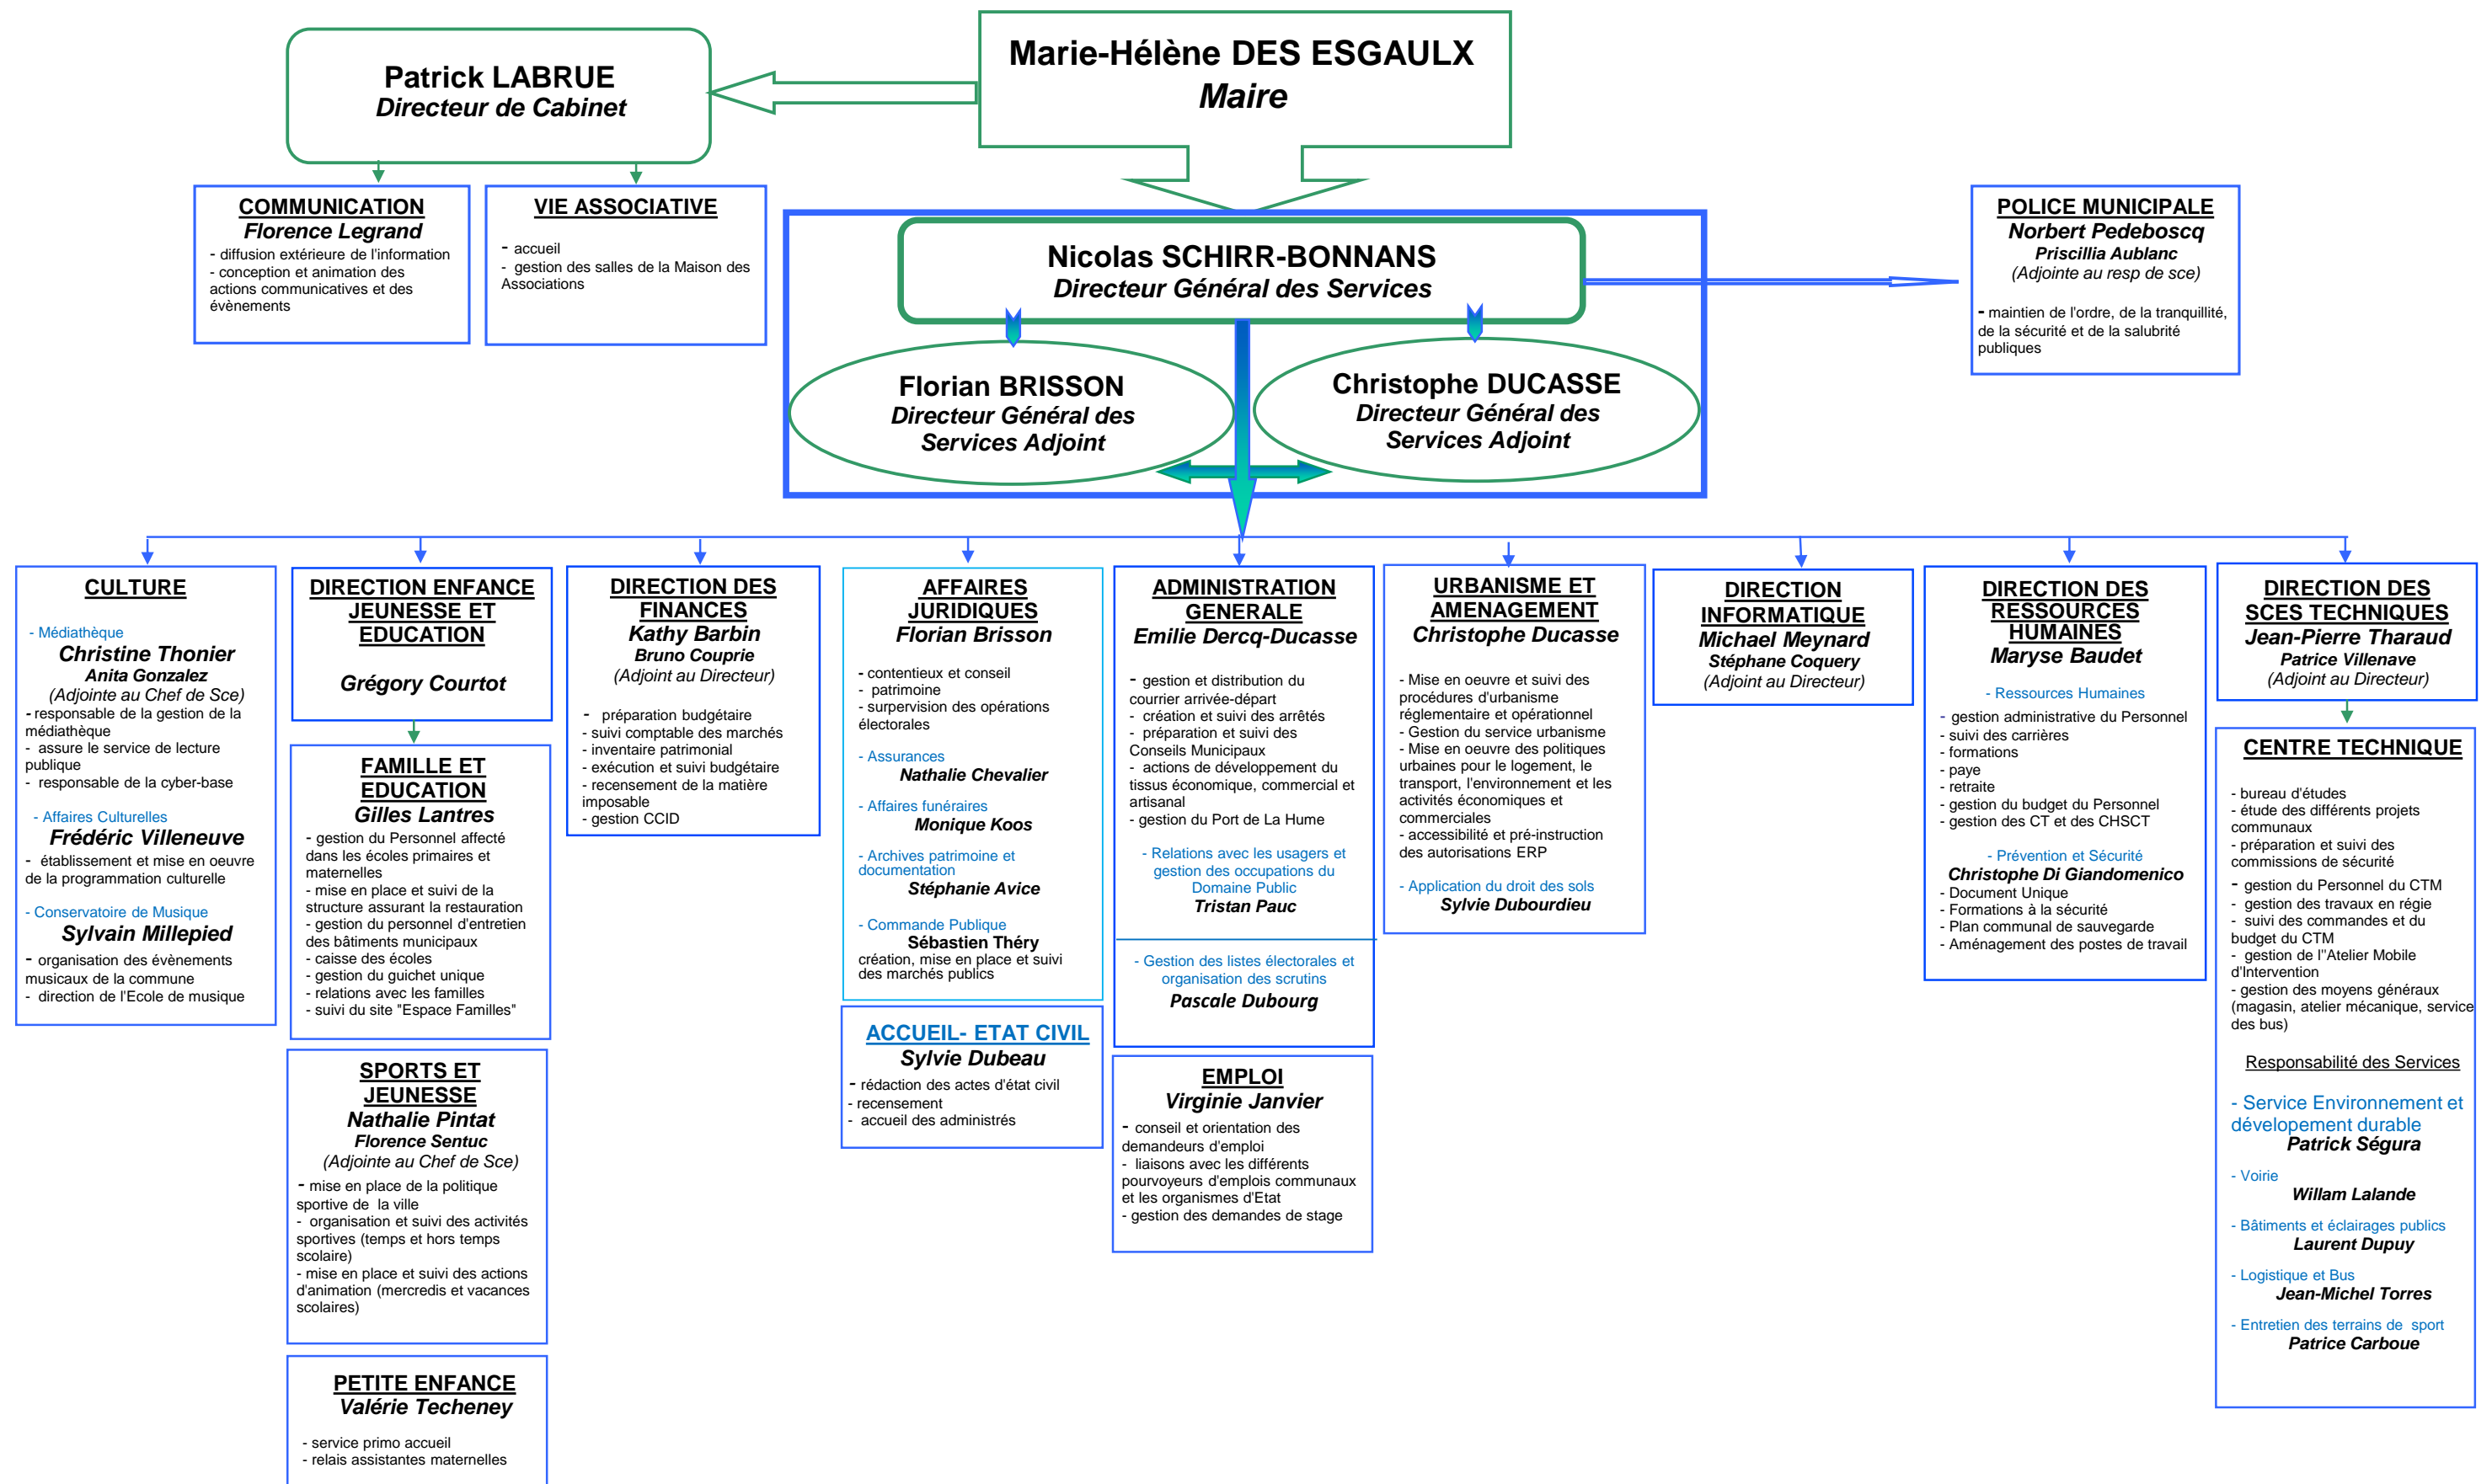 Patrick LABRUE
Directeur de Cabinet
Marie-Hélène DES ESGAULX
Maire
COMMUNICATION
Florence Legrand
- diffusion extérieure de l'information
- conception et animation des
actions communicatives et des
évènements
VIE ASSOCIATIVE
- accueil
- gestion des salles de la Maison des
Associations
Nicolas SCHIRR-BONNANS
Directeur Général des Services
Florian BRISSON
Directeur Général des
Services Adjoint
Christophe DUCASSE
Directeur Général des
Services Adjoint
POLICE MUNICIPALE
Norbert Pedeboscq
Priscillia Aublanc
(Adjointe au resp de sce)
- maintien de l'ordre, de la tranquillité,
de la sécurité et de la salubrité
publiques
CULTURE
- Médiathèque
Christine Thonier
Anita Gonzalez
(Adjointe au Chef de Sce)
- responsable de la gestion de la
médiathèque
- assure le service de lecture
publique
- responsable de la cyber-base
- Affaires Culturelles
Frédéric Villeneuve
- établissement et mise en oeuvre
de la programmation culturelle
- Conservatoire de Musique
Sylvain Millepied
- organisation des évènements
musicaux de la commune
- direction de l'Ecole de musique
DIRECTION ENFANCE
JEUNESSE ET
EDUCATION
Grégory Courtot
FAMILLE ET
EDUCATION
Gilles Lantres
- gestion du Personnel affecté
dans les écoles primaires et
maternelles
- mise en place et suivi de la
structure assurant la restauration
- gestion du personnel d'entretien
des bâtiments municipaux
- caisse des écoles
- gestion du guichet unique
- relations avec les familles
- suivi du site "Espace Familles"
SPORTS ET
JEUNESSE
Nathalie Pintat
Florence Sentuc
(Adjointe au Chef de Sce)
- mise en place de la politique
sportive de la ville
- organisation et suivi des activités
sportives (temps et hors temps
scolaire)
- mise en place et suivi des actions
d'animation (mercredis et vacances
scolaires)
PETITE ENFANCE
Valérie Techeney
- service primo accueil
- relais assistantes maternelles
DIRECTION DES
FINANCES
Kathy Barbin
Bruno Couprie
(Adjoint au Directeur)
- préparation budgétaire
- suivi comptable des marchés
- inventaire patrimonial
- exécution et suivi budgétaire
- recensement de la matière
imposable
- gestion CCID
AFFAIRES
JURIDIQUES
Florian Brisson
- contentieux et conseil
- patrimoine
- surpervision des opérations
électorales
- Assurances
Nathalie Chevalier
- Affaires funéraires
Monique Koos
- Archives patrimoine et
documentation
Stéphanie Avice
- Commande Publique
Sébastien Théry
création, mise en place et suivi
des marchés publics
ACCUEIL- ETAT CIVIL
Sylvie Dubeau
- rédaction des actes d'état civil
- recensement
- accueil des administrés
ADMINISTRATION
GENERALE
Emilie Dercq-Ducasse
- gestion et distribution du
courrier arrivée-départ
- création et suivi des arrêtés
- préparation et suivi des
Conseils Municipaux
- actions de développement du
tissus économique, commercial et
artisanal
- gestion du Port de La Hume
- Relations avec les usagers et
gestion des occupations du
Domaine Public
Tristan Pauc
- Gestion des listes électorales et
organisation des scrutins
Pascale Dubourg
EMPLOI
Virginie Janvier
- conseil et orientation des
demandeurs d'emploi
- liaisons avec les différents
pourvoyeurs d'emplois communaux
et les organismes d'Etat
- gestion des demandes de stage
URBANISME ET
AMENAGEMENT
Christophe Ducasse
- Mise en oeuvre et suivi des
procédures d'urbanisme
réglementaire et opérationnel
- Gestion du service urbanisme
- Mise en oeuvre des politiques
urbaines pour le logement, le
transport, l'environnement et les
activités économiques et
commerciales
- accessibilité et pré-instruction
des autorisations ERP
- Application du droit des sols
Sylvie Dubourdieu
DIRECTION
INFORMATIQUE
Michael Meynard
Stéphane Coquery
(Adjoint au Directeur)
DIRECTION DES
RESSOURCES
HUMAINES
Maryse Baudet
- Ressources Humaines
- gestion administrative du Personnel
- suivi des carrières
- formations
- paye
- retraite
- gestion du budget du Personnel
- gestion des CT et des CHSCT
- Prévention et Sécurité
Christophe Di Giandomenico
- Document Unique
- Formations à la sécurité
- Plan communal de sauvegarde
- Aménagement des postes de travail
DIRECTION DES
SCES TECHNIQUES
Jean-Pierre Tharaud
Patrice Villenave
(Adjoint au Directeur)
CENTRE TECHNIQUE
- bureau d'études
- étude des différents projets
communaux
- préparation et suivi des
commissions de sécurité
- gestion du Personnel du CTM
- gestion des travaux en régie
- suivi des commandes et du
budget du CTM
- gestion de l''Atelier Mobile
d'Intervention
- gestion des moyens généraux
(magasin, atelier mécanique, service
des bus)
Responsabilité des Services
- Service Environnement et
dévelopement durable
Patrick Ségura
- Voirie
Willam Lalande
- Bâtiments et éclairages publics
Laurent Dupuy
- Logistique et Bus
Jean-Michel Torres
- Entretien des terrains de sport
Patrice Carboue